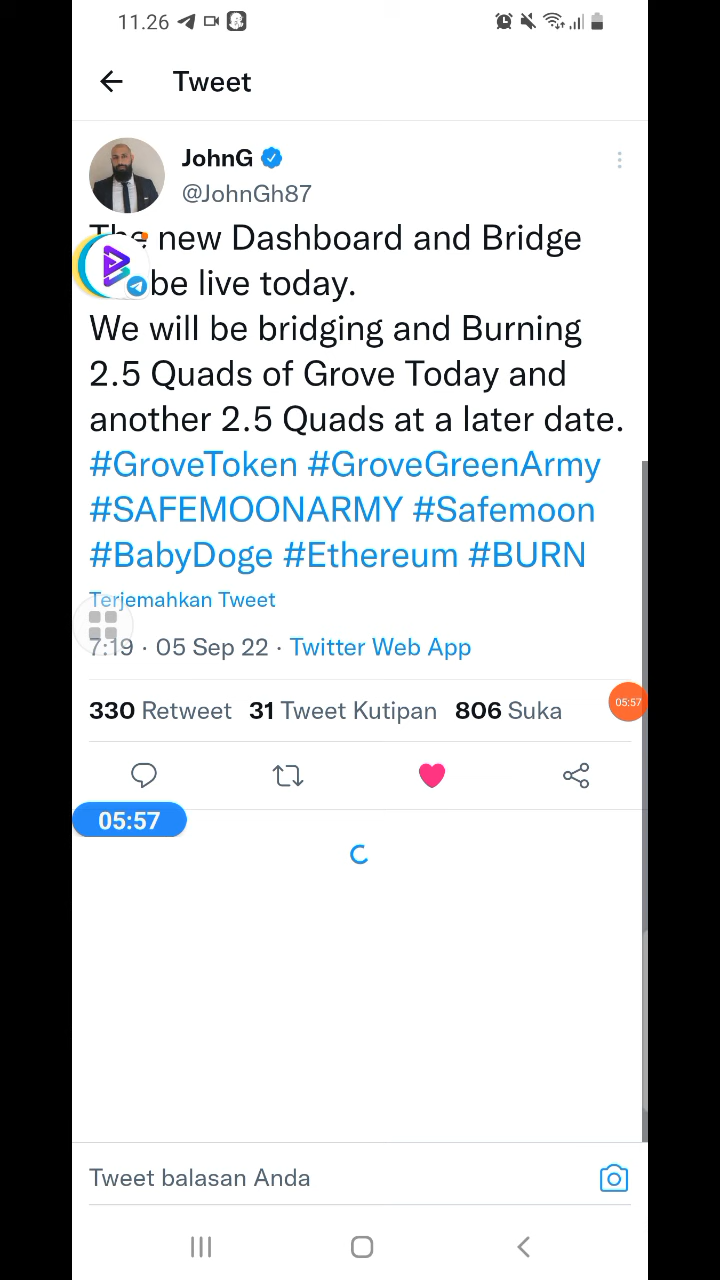 11.26
Tweet
JohnG
@JohnGh87
The new Dashboard and Bridge
be live today.
We will be bridging and Burning
2.5 Quads of Grove Today and
another 2.5 Quads at a later date.
#GroveToken #GroveGreenArmy
#SAFEMOONARMY #Safemoon
#BabyDoge #Ethereum #BURN
Terjemahkan Tweet
7:19 · 05 Sep 22 · Twitter Web App
330 Retweet 31 Tweet Kutipan 806 Suka
05:57
05:57
Tweet balasan Anda